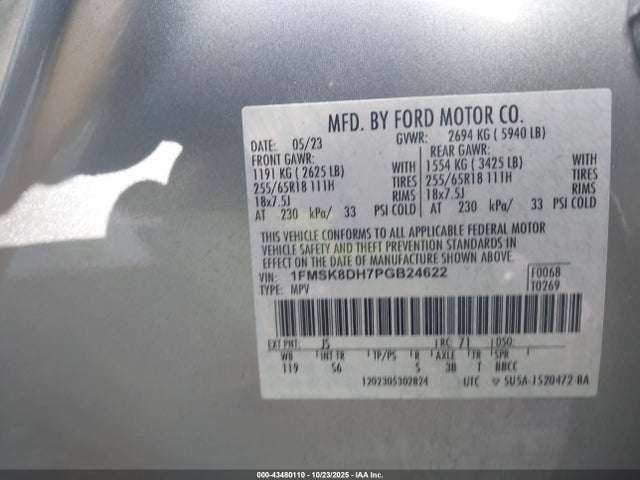 MFD. BY FORD MOTOR CO.
DATE: 05/23 GVWR: 2694 KG ( 5940 LB)
FRONT GAWR: REAR GAWR:
1191 KG ( 2625 LB) WITH 1554 KG ( 3425 LB) WITH
255/65R18 111H TIRES 255/65R18 111H TIRES
18x7.5J RIMS 18x7.5J RIMS
AT 230 kPa/ 33 PSI COLD AT 230 kPa/ 33 PSI COLD
THIS VEHICLE CONFORMS TO ALL APPLICABLE FEDERAL MOTOR
VEHICLE SAFETY AND THEFT PREVENTION STANDARDS IN
EFFECT ON THE DATE OF MANUFACTURE SHOWN ABOVE.
VIN: 1FMSK8DH7PGB24622 F0068
TYPE: MPV T0269
EXT PNT: J5 RC: 71 DSO:
WB INT TR TP/PS R AXLE TR SPR
119 56 5 3B T BBCC
1202305302824 UTC 5U5A-1520472-BA
000-43480110 - 10/23/2025 - IAA Inc.